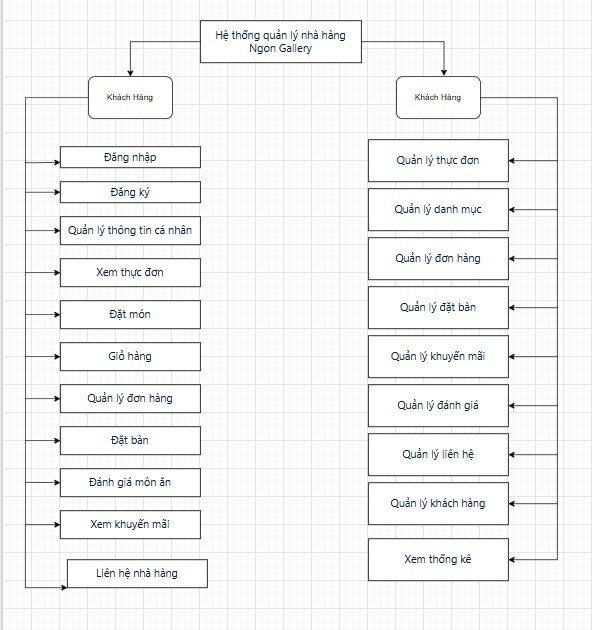 Hệ thống quản lý nhà hàng
Ngon Gallery
Khách Hàng
Đăng nhập
Đăng ký
Quản lý thông tin cá nhân
Xem thực đơn
Đặt món
Giỏ hàng
Quản lý đơn hàng
Đặt bàn
Đánh giá món ăn
Xem khuyến mãi
Liên hệ nhà hàng
Khách Hàng
Quản lý thực đơn
Quản lý danh mục
Quản lý đơn hàng
Quản lý đặt bàn
Quản lý khuyến mãi
Quản lý đánh giá
Quản lý liên hệ
Quản lý khách hàng
Xem thống kê